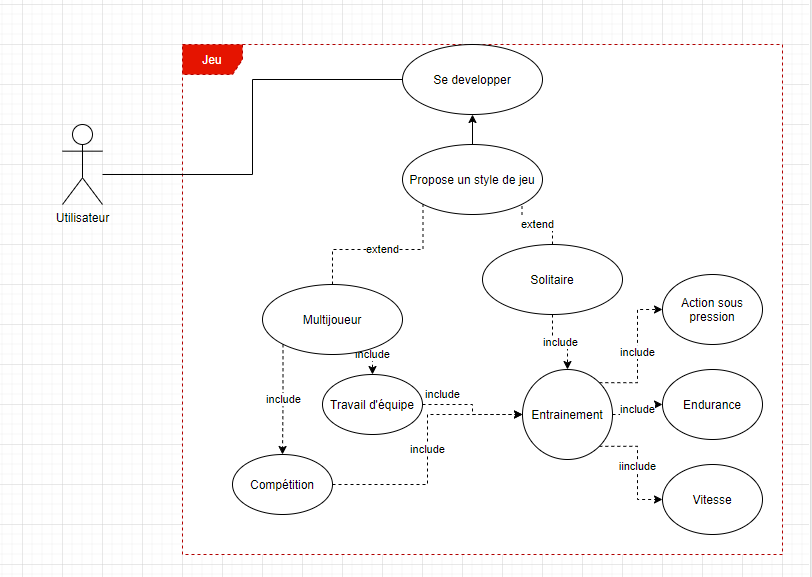 Jeu
Se developper
Utilisateur
Propose un style de jeu
extend
extend
Solitaire
Multijoueur
Action sous
pression
include
include
include
include
Travail d'équipe
include
Entrainement
include
Endurance
include
iinclude
Compétition
Vitesse